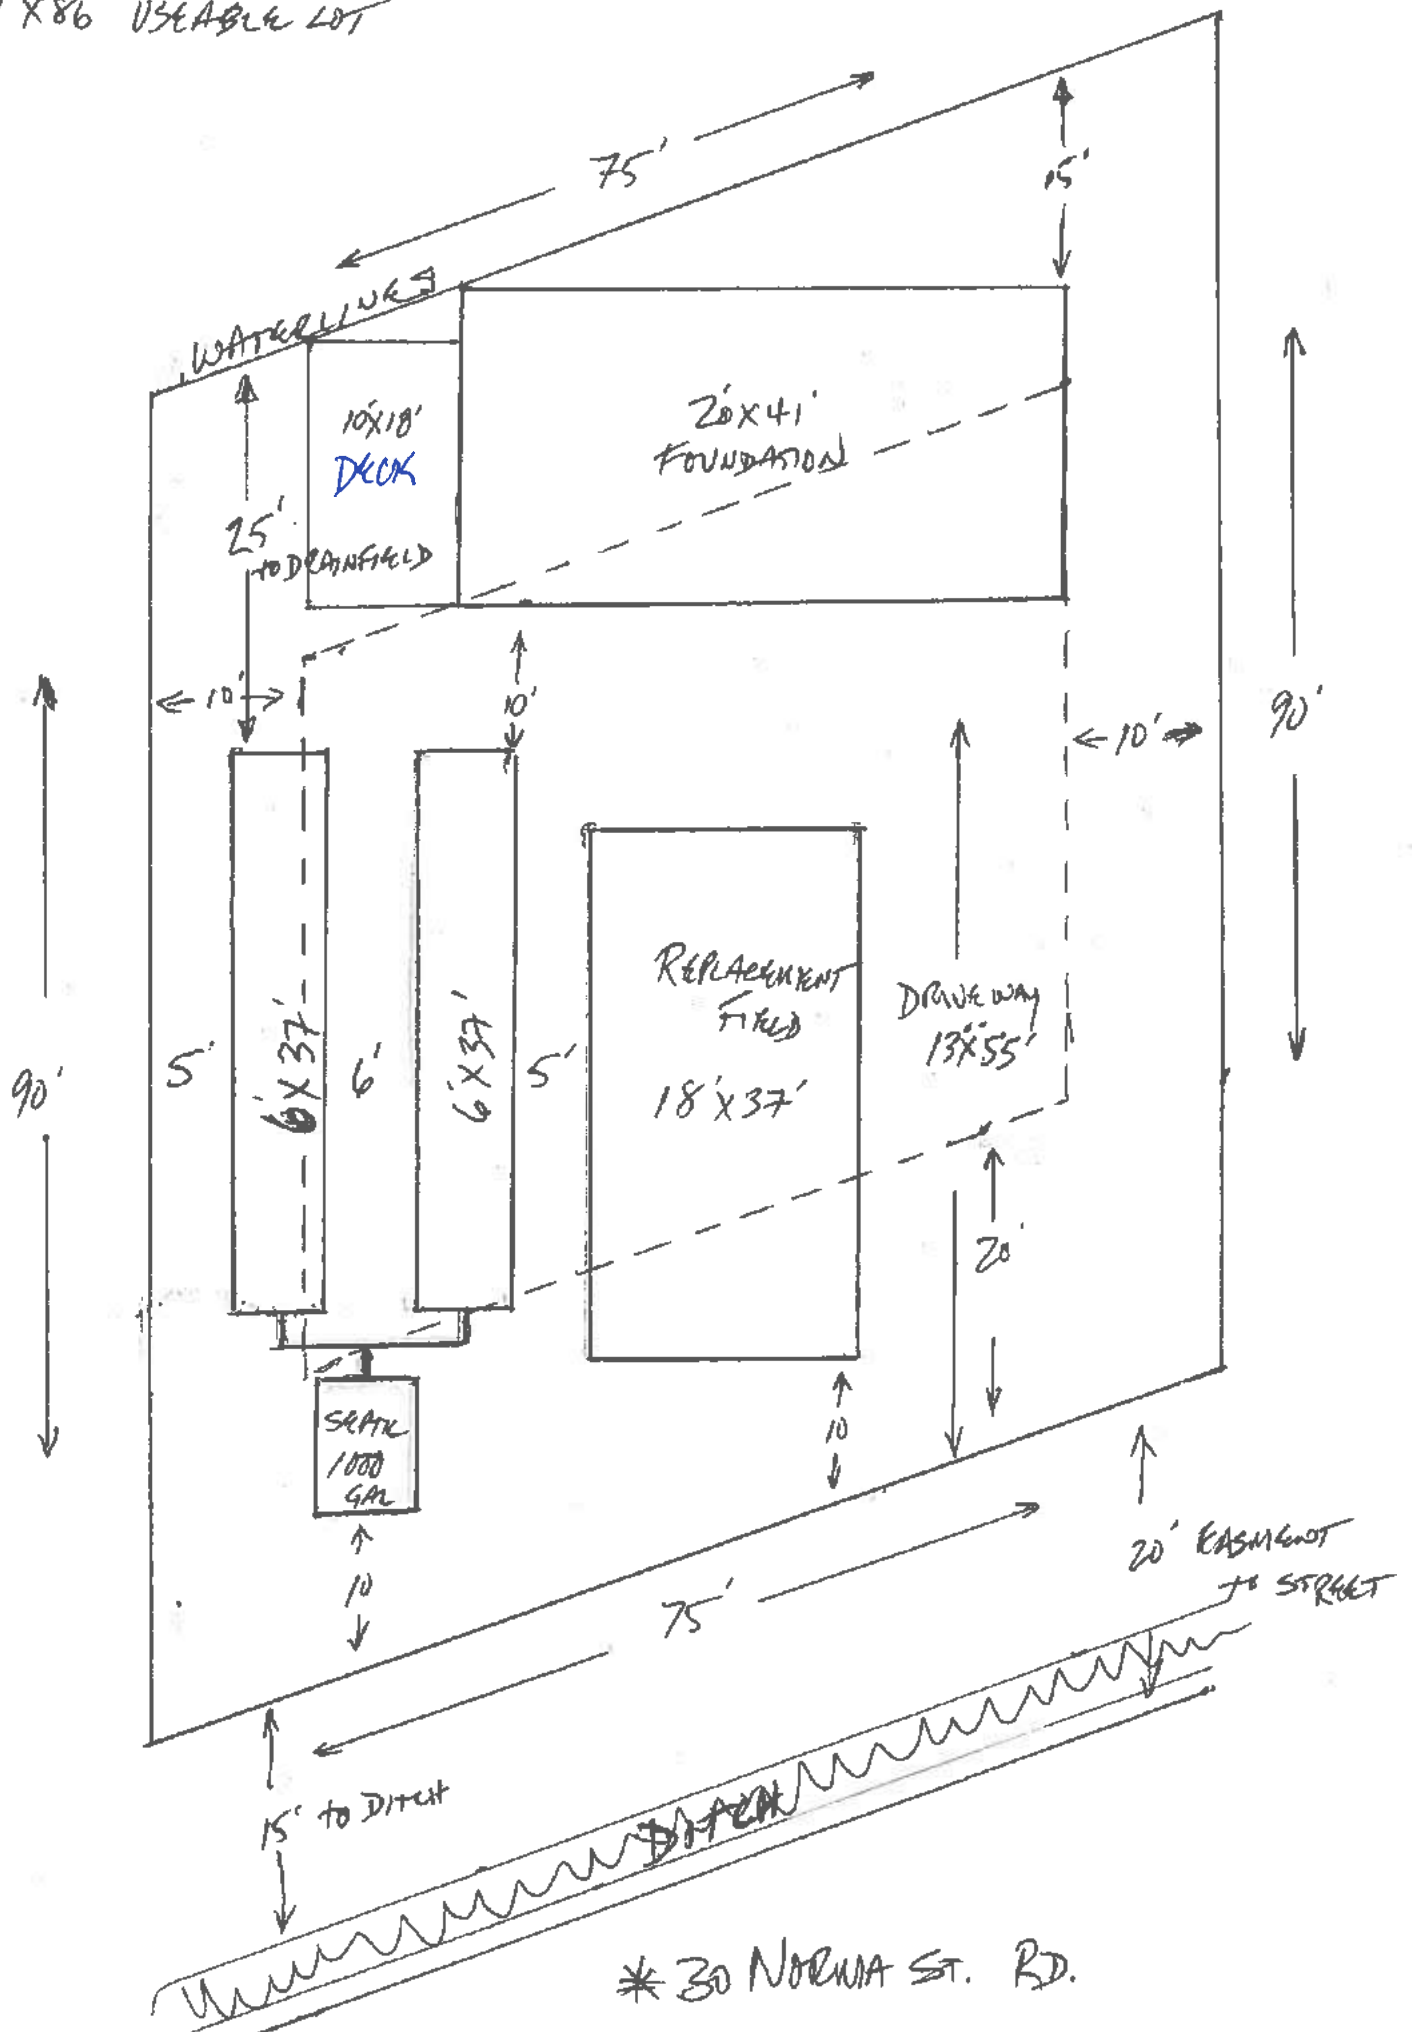 X86 USEABLE LOT
75'
15'
WATERLINES
10'X18'
DECK
20'X41'
FOUNDATION
25'
to DRAINFIELD
10'
10'
10'
90'
90'
5'
6'X37'
6'
6'X37'
5'
REPLACEMENT
FIELD
18'X37'
DRIVEWAY
13'X55'
20'
SEPTIC
1000
GAL
10
10
75'
20' EASMENT
to STREET
15' to DITCH
DITCH
* 30 NORMA ST. RD.